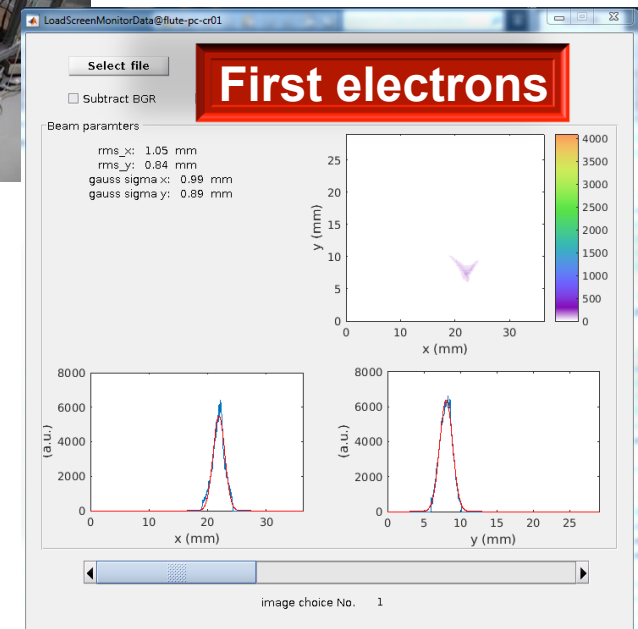 LoadScreenMonitorData@flute-pc-cr01
Select file
Subtract BGR
First electrons
Beam paramters
rms_x: 1.05 mm
rms_y: 0.84 mm
gauss sigma x: 0.99 mm
gauss sigma y: 0.89 mm
25
20
15
10
5
0
y (mm)
0 10 20 30
x (mm)
4000
3500
3000
2500
2000
1500
1000
500
0
8000
6000
4000
2000
0
(a.u.)
0 10 20 30
x (mm)
8000
6000
4000
2000
0
(a.u.)
0 5 10 15 20 25
y (mm)
image choice No. 1